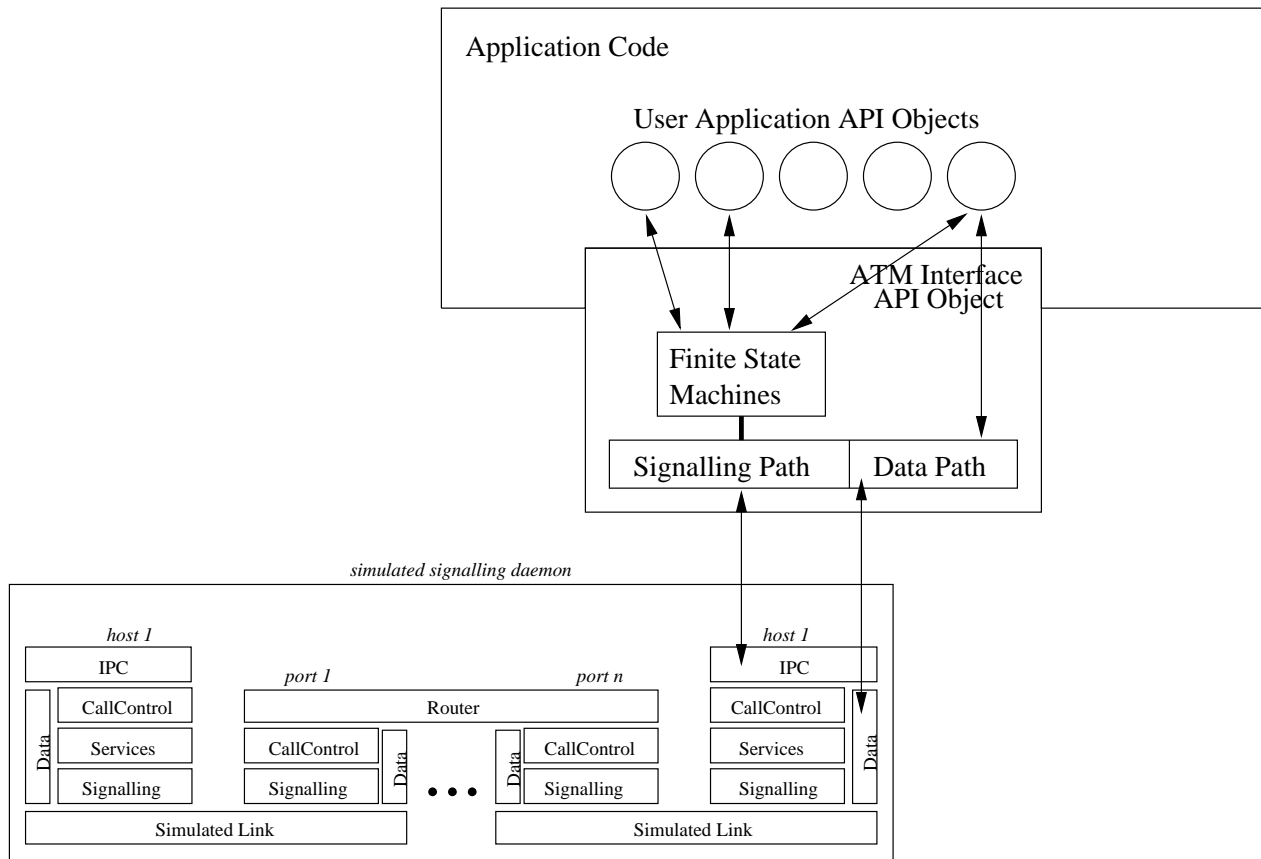 Application Code
User Application API Objects
ATM Interface
API Object
Finite State
Machines
Signalling Path
Data Path
simulated signalling daemon
host 1
host 1
IPC
IPC
port 1
port n
CallControl
Router
CallControl
Data
Services
CallControl
Data
Data
CallControl
Services
Data
Signalling
Signalling
Signalling
Signalling
Simulated Link
Simulated Link